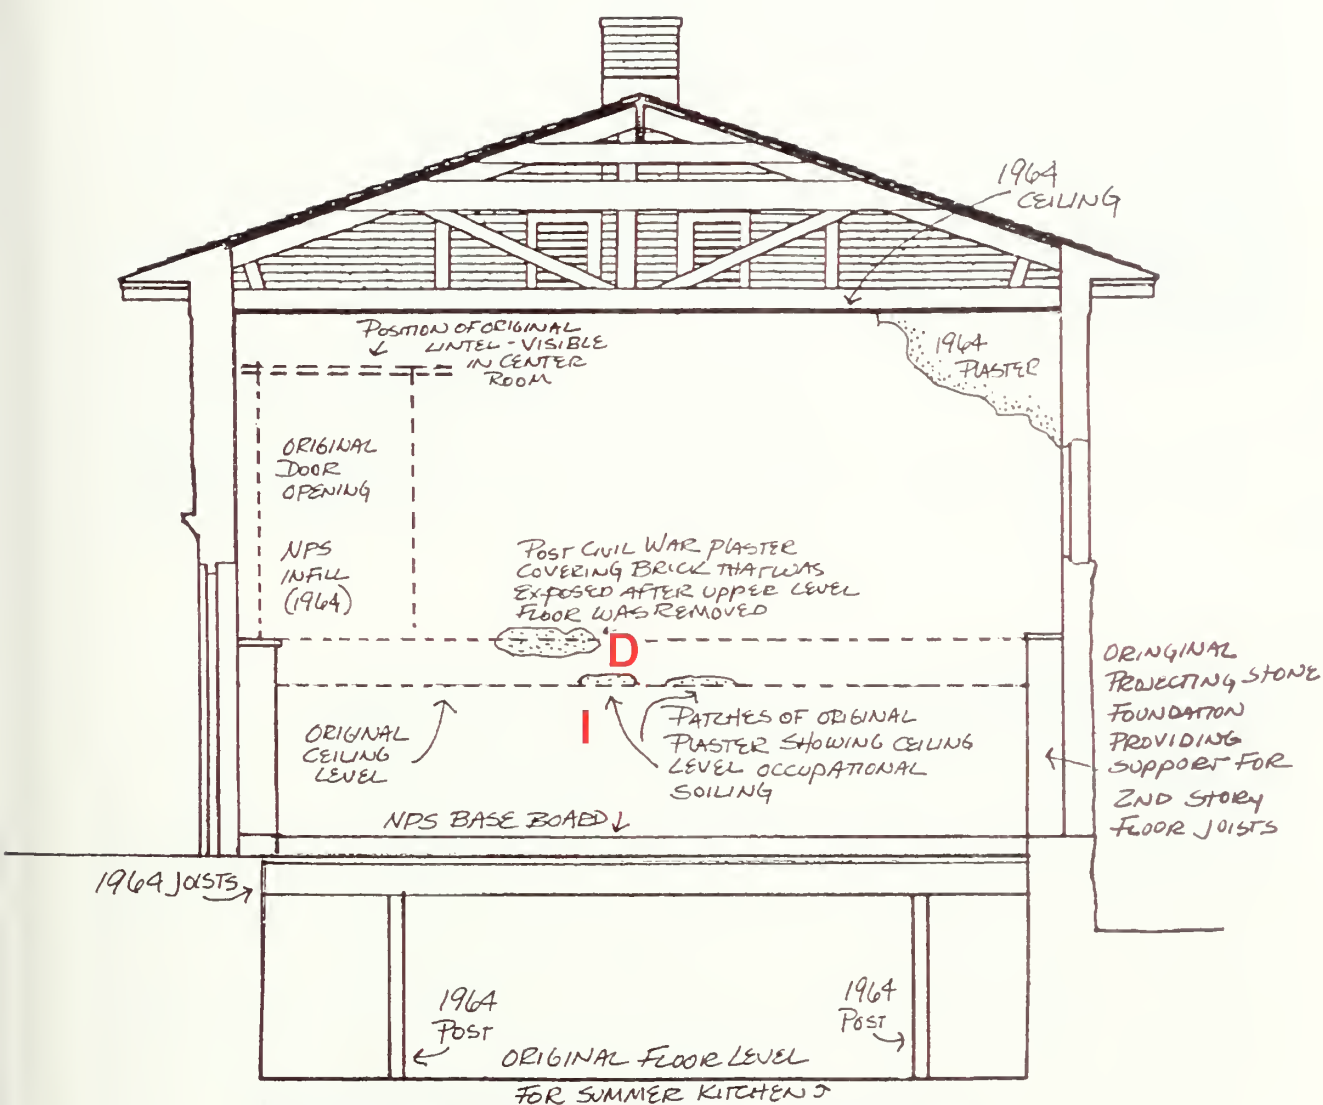 1964
CEILING
POSITION OF ORIGINAL
LINTEL - VISIBLE
IN CENTER
ROOM
1964
PLASTER
ORIGINAL
DOOR
OPENING
NPS
INFILL
(1964)
POST CIVIL WAR PLASTER
COVERING BRICK THAT WAS
EXPOSED AFTER UPPER LEVEL
FLOOR WAS REMOVED
D
I
ORIGINAL
CEILING
LEVEL
PATCHES OF ORIGINAL
PLASTER SHOWING CEILING
LEVEL OCCUPATIONAL
SOILING
ORINGINAL
PROJECTING STONE
FOUNDATION
PROVIDING
SUPPORT FOR
2ND STORY
FLOOR JOISTS
NPS BASE BOARD
1964 JOISTS
1964
POST
1964
POST
ORIGINAL FLOOR LEVEL
FOR SUMMER KITCHEN